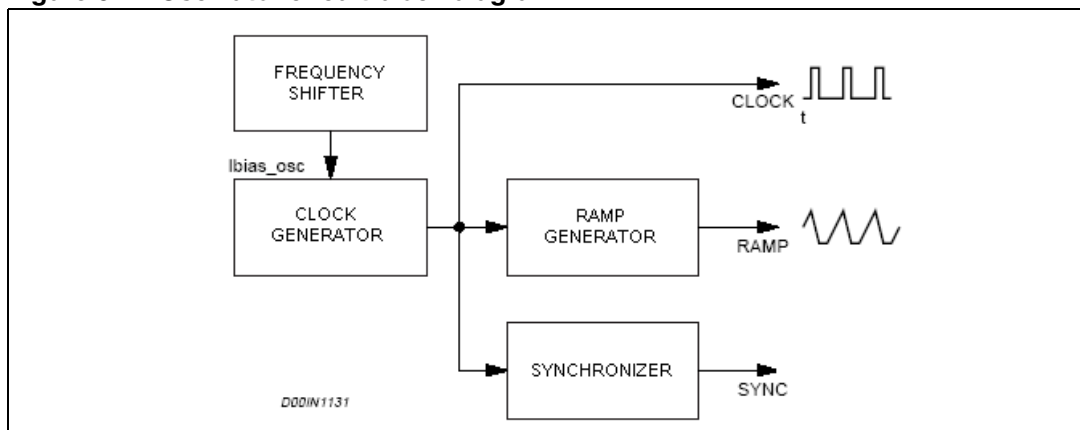 FREQUENCY
SHIFTER
Ibias_osc
CLOCK
GENERATOR
CLOCK
t
RAMP
GENERATOR
RAMP
SYNCHRONIZER
SYNC
D00IN1131